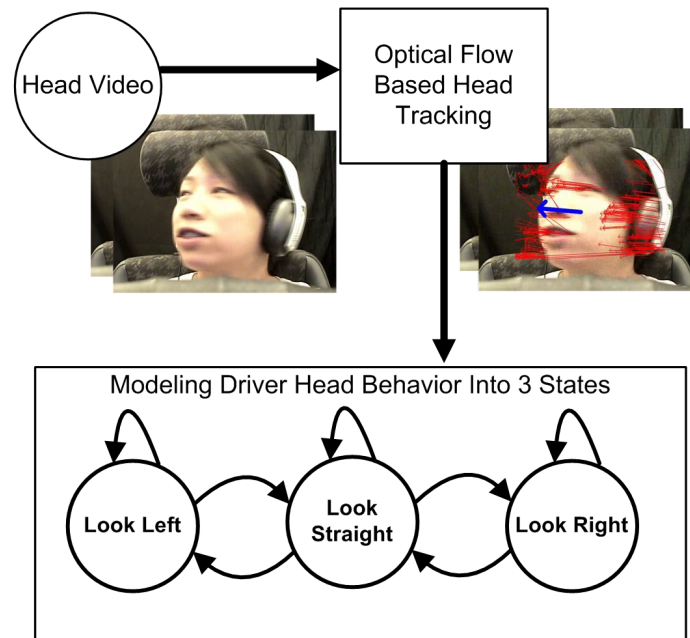 Head Video
Optical Flow
Based Head
Tracking
Modeling Driver Head Behavior Into 3 States
Look Left
Look
Straight
Look Right